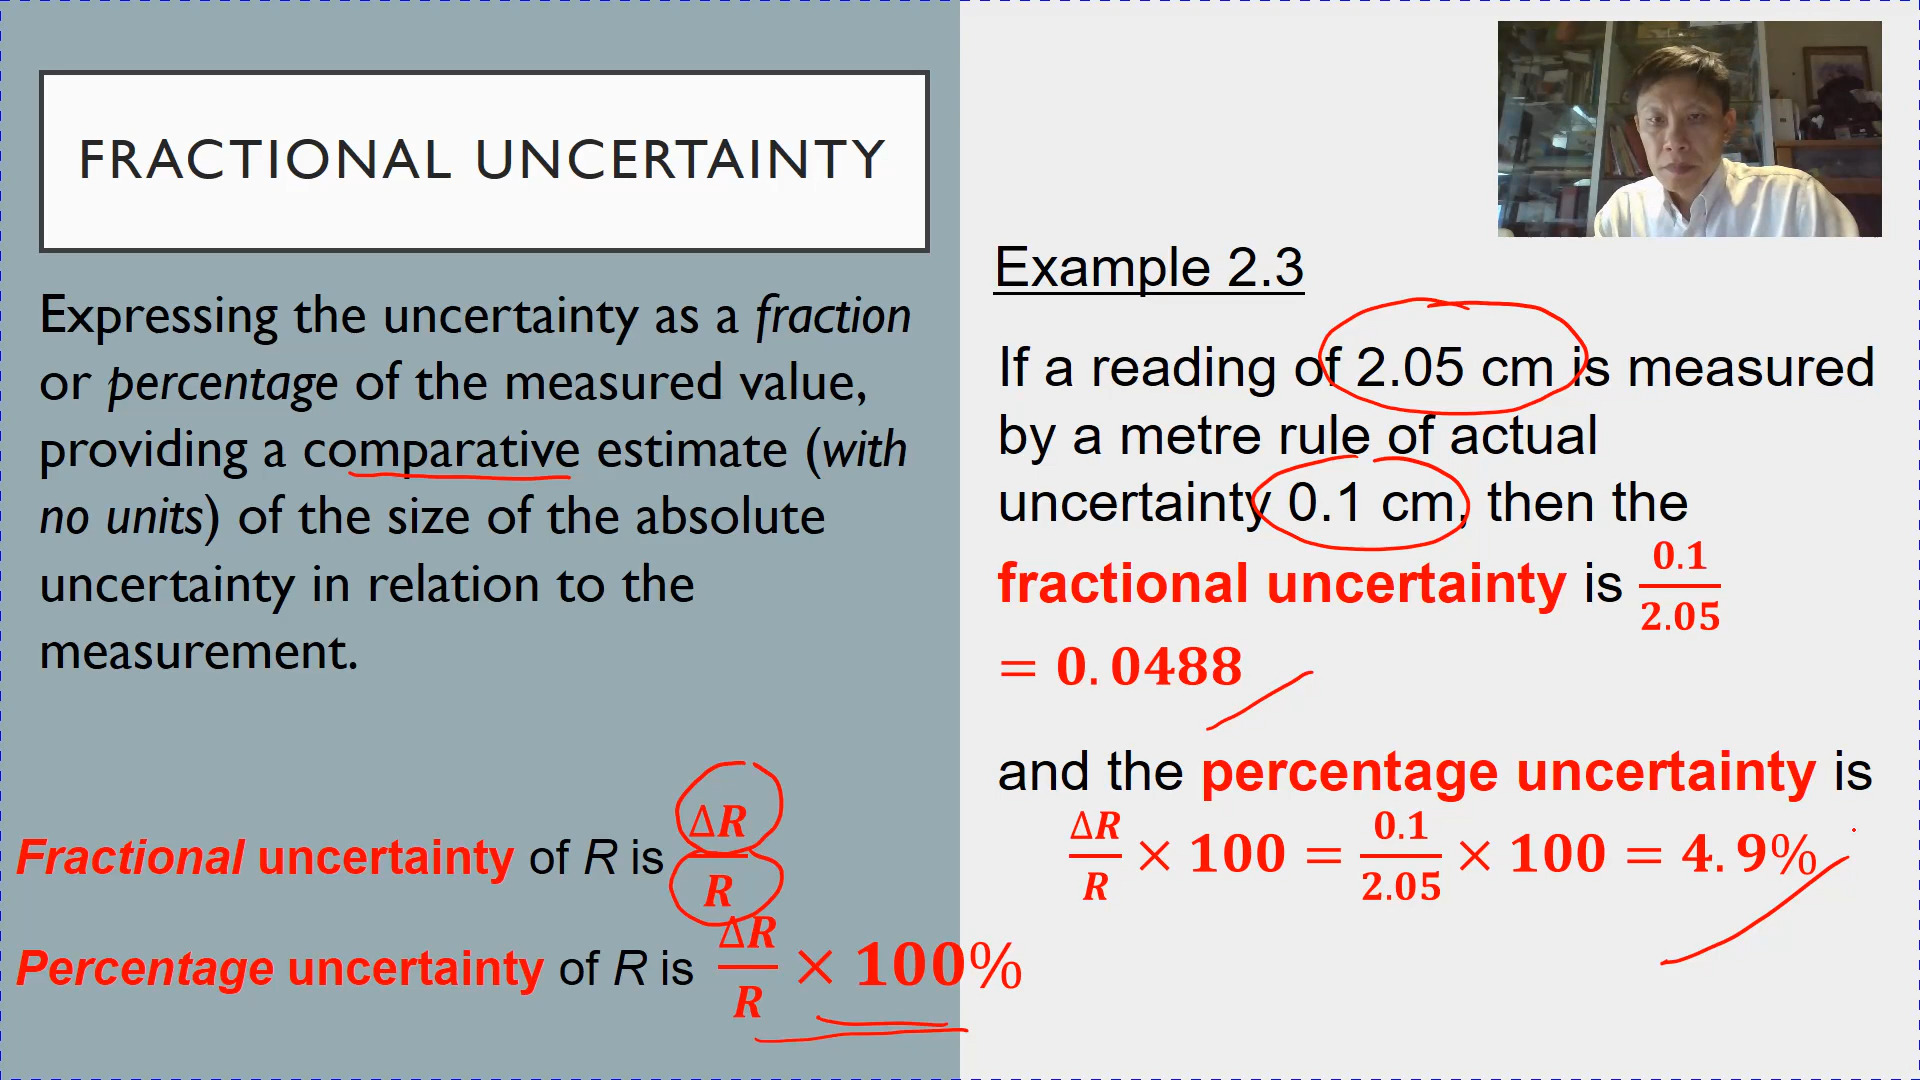 FRACTIONAL UNCERTAINTY
Expressing the uncertainty as a fraction
or percentage of the measured value,
providing a comparative estimate (with
no units) of the size of the absolute
uncertainty in relation to the
measurement.
Fractional uncertainty of R is ΔR/R
Percentage uncertainty of R is ΔR/R × 100%
Example 2.3
If a reading of 2.05 cm is measured
by a metre rule of actual
uncertainty 0.1 cm, then the
fractional uncertainty is 0.1/2.05
= 0.0488
and the percentage uncertainty is
ΔR/R × 100 = 0.1/2.05 × 100 = 4.9%